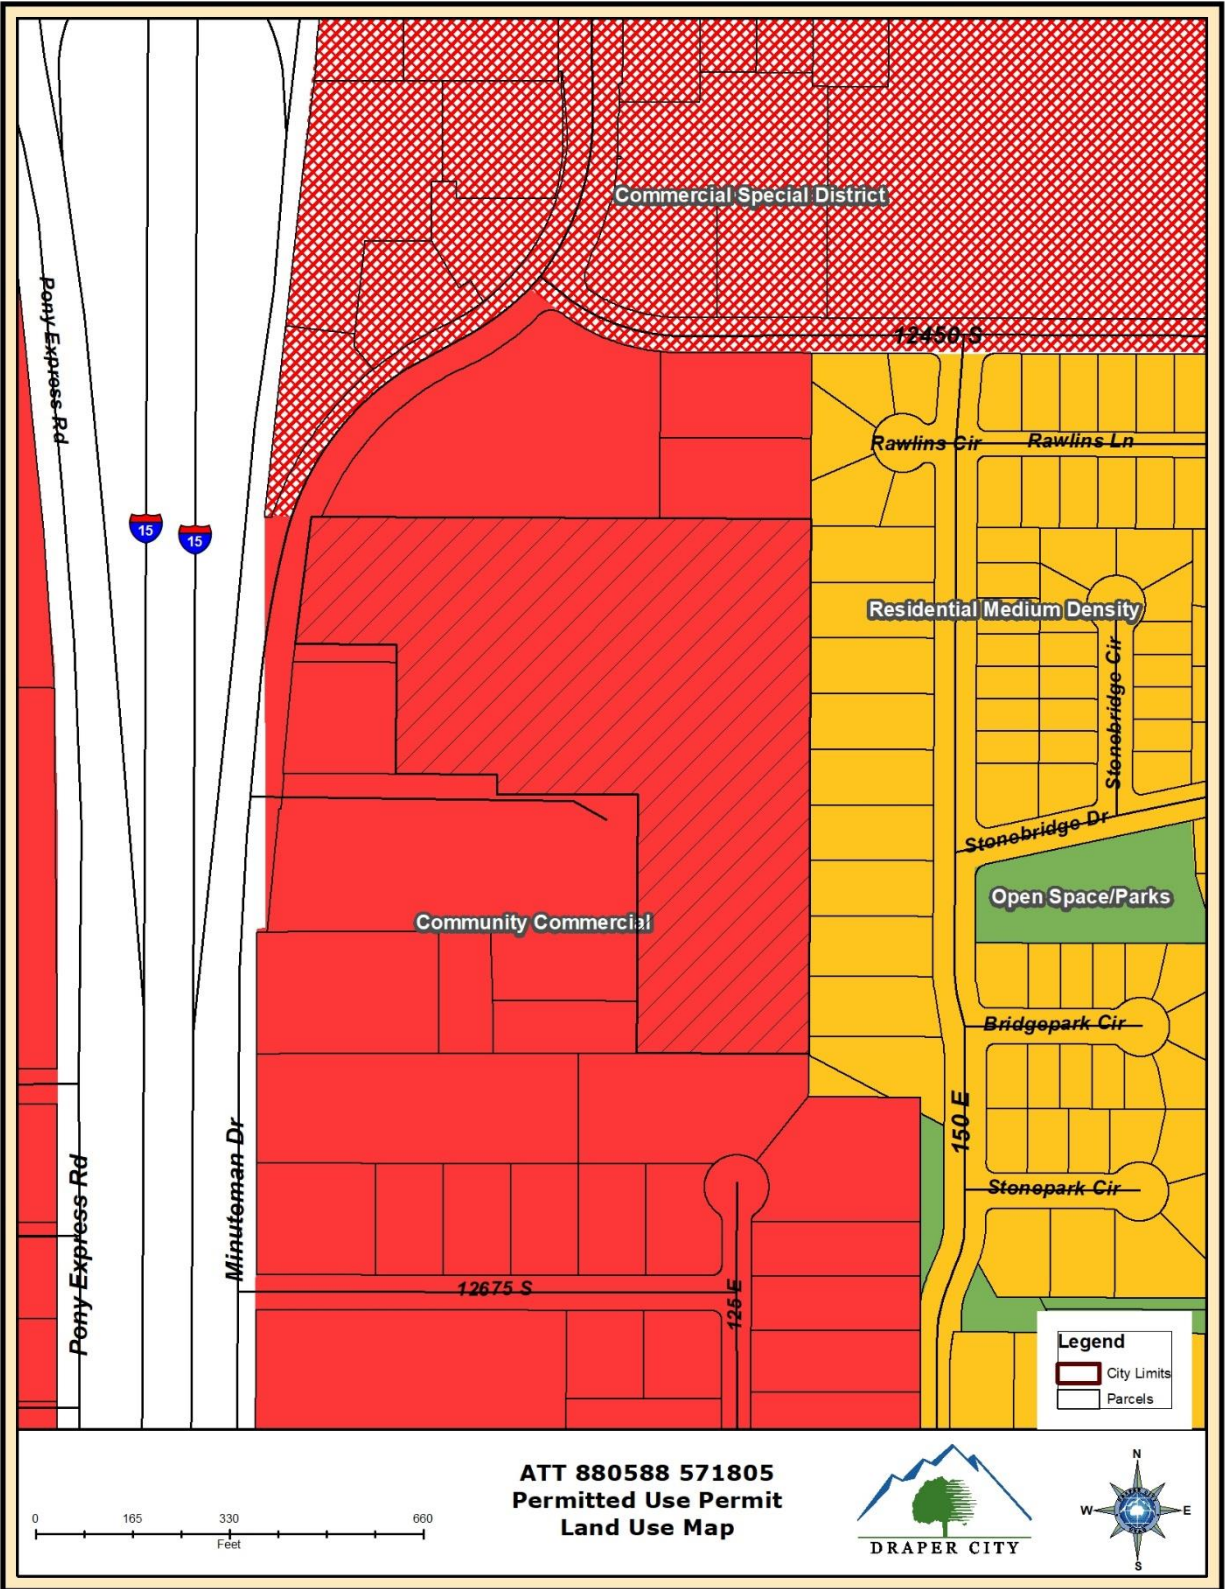 Commercial Special District
Pony Express Rd
12450 S
Rawlins Cir
Rawlins Ln
15
15
Residential Medium Density
Stonebridge Cir
Stonebridge Dr
Open Space/Parks
Community Commercial
Bridgepark Cir
150 E
Minuteman Dr
Pony Express Rd
Stonepark Cir
12675 S
125 E
Legend
City Limits
Parcels
ATT 880588 571805
Permitted Use Permit
Land Use Map
0 165 330 660
Feet
DRAPER CITY
N
W E
S